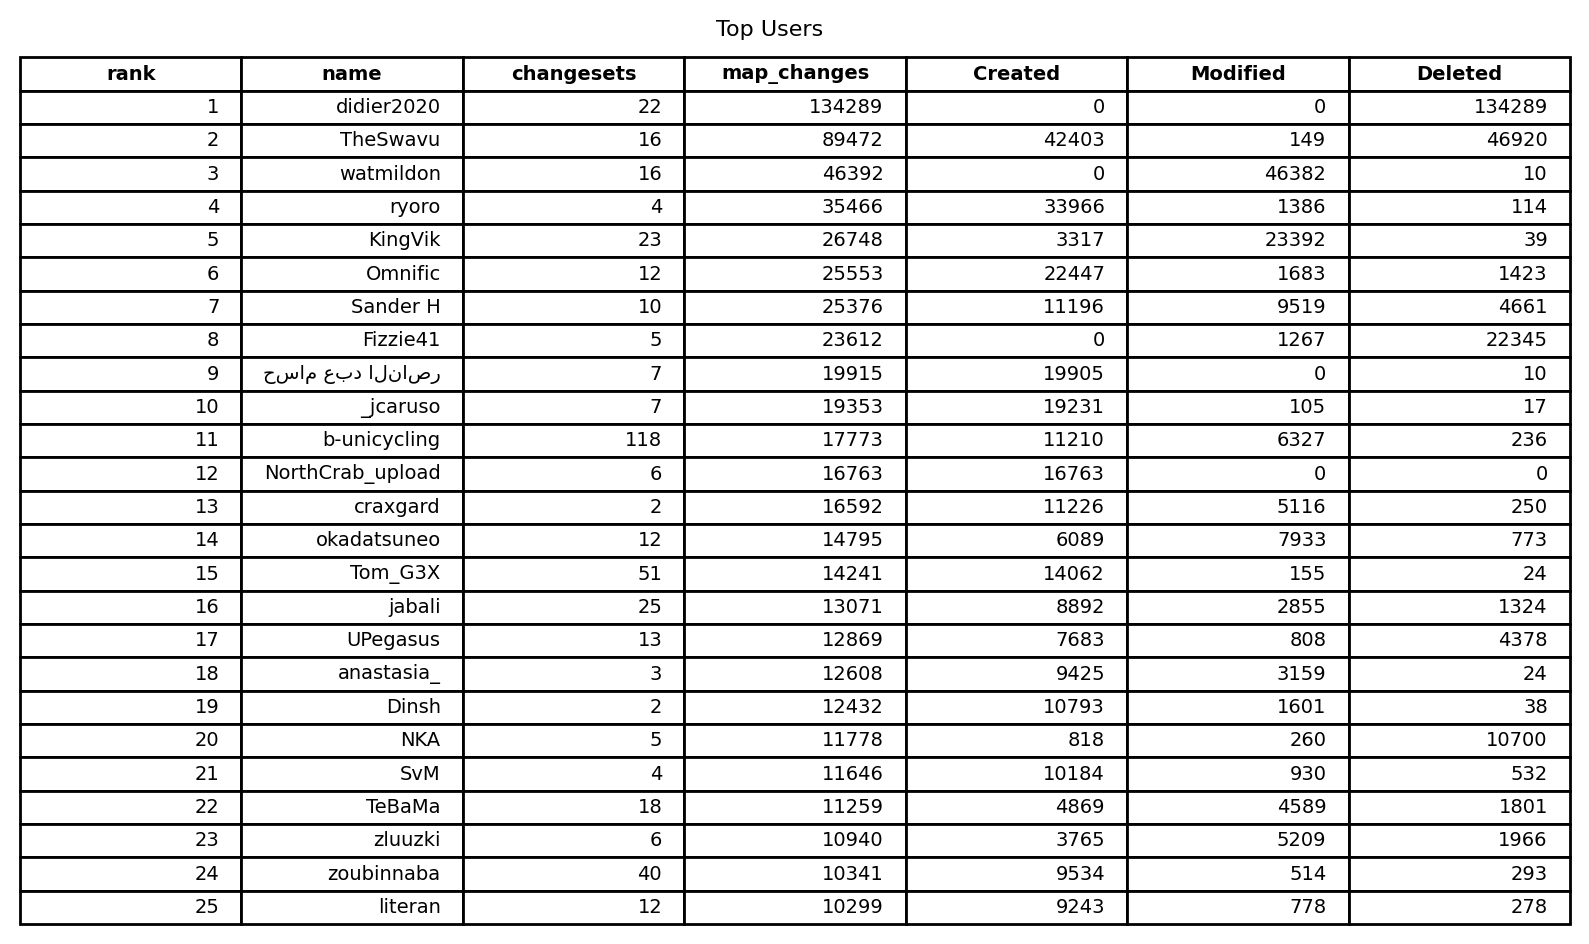 Top Users
rank name changesets map_changes Created Modified Deleted
1 didier2020 22 134289 0 0 134289
2 TheSwavu 16 89472 42403 149 46920
3 watmildon 16 46392 0 46382 10
4 ryoro 4 35466 33966 1386 114
5 KingVik 23 26748 3317 23392 39
6 Omnific 12 25553 22447 1683 1423
7 Sander H 10 25376 11196 9519 4661
8 Fizzie41 5 23612 0 1267 22345
9 حسام عبد الناصر 7 19915 19905 0 10
10 _jcaruso 7 19353 19231 105 17
11 b-unicycling 118 17773 11210 6327 236
12 NorthCrab_upload 6 16763 16763 0 0
13 craxgard 2 16592 11226 5116 250
14 okadatsuneo 12 14795 6089 7933 773
15 Tom_G3X 51 14241 14062 155 24
16 jabali 25 13071 8892 2855 1324
17 UPegasus 13 12869 7683 808 4378
18 anastasia_ 3 12608 9425 3159 24
19 Dinsh 2 12432 10793 1601 38
20 NKA 5 11778 818 260 10700
21 SvM 4 11646 10184 930 532
22 TeBaMa 18 11259 4869 4589 1801
23 zluuzki 6 10940 3765 5209 1966
24 zoubinnaba 40 10341 9534 514 293
25 literan 12 10299 9243 778 278